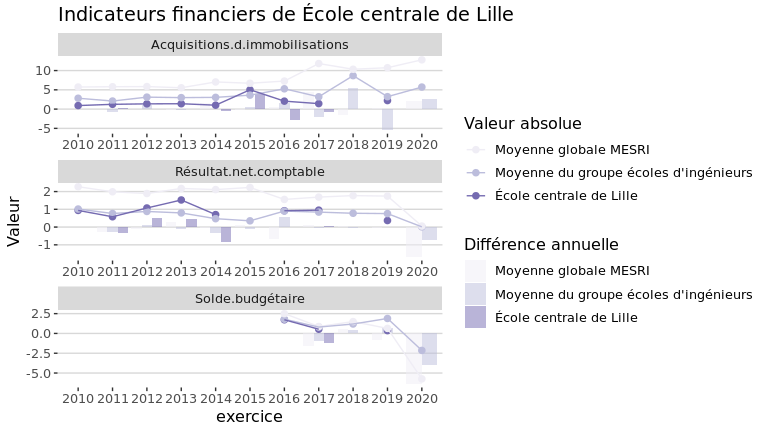 Indicateurs financiers de École centrale de Lille
Acquisitions.d.immobilisations
10
5
0
-5
2010 2011 2012 2013 2014 2015 2016 2017 2018 2019 2020
Résultat.net.comptable
2
1
0
-1
2010 2011 2012 2013 2014 2015 2016 2017 2018 2019 2020
Solde.budgétaire
2.5
0.0
-2.5
-5.0
2010 2011 2012 2013 2014 2015 2016 2017 2018 2019 2020
exercice
Valeur
Valeur absolue
Moyenne globale MESRI
Moyenne du groupe écoles d'ingénieurs
École centrale de Lille
Différence annuelle
Moyenne globale MESRI
Moyenne du groupe écoles d'ingénieurs
École centrale de Lille